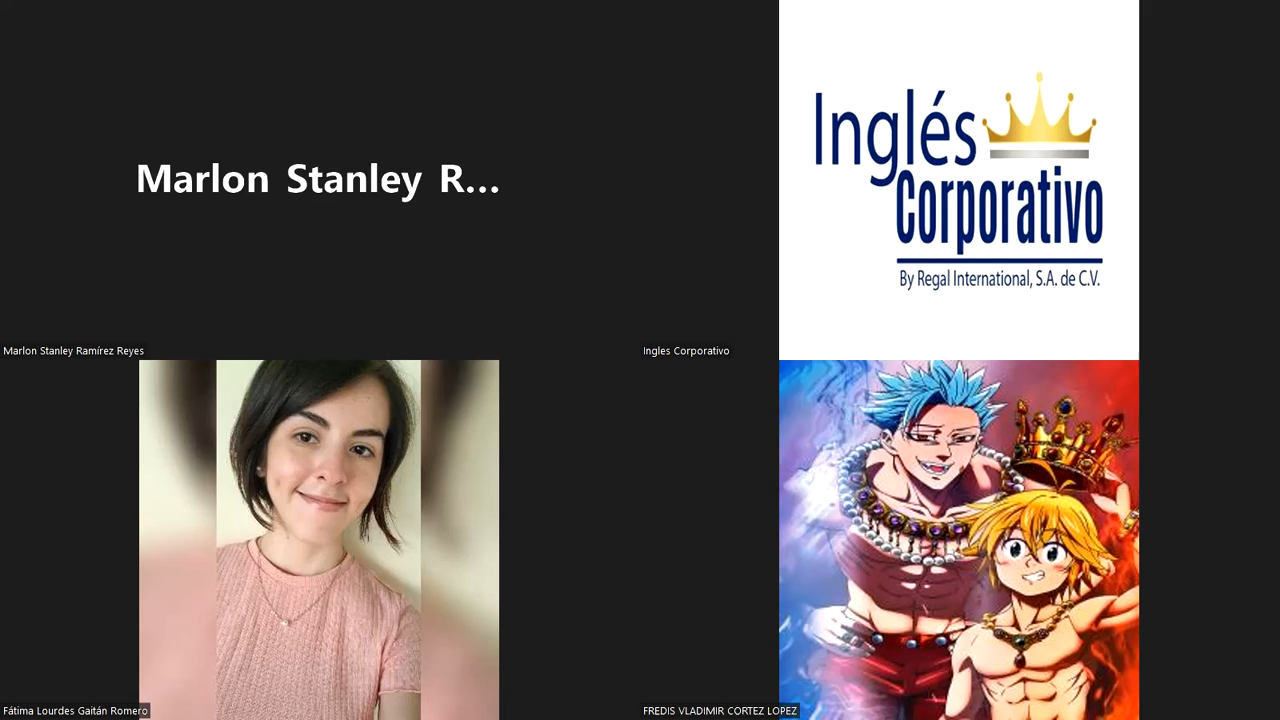 Marlon Stanley R...
Inglés
Corporativo
By Regal International, S.A. de C.V.
Marlon Stanley Ramírez Reyes
Ingles Corporativo
Fátima Lourdes Gaitán Romero
FREDIS VLADIMIR CORTEZ LOPEZ